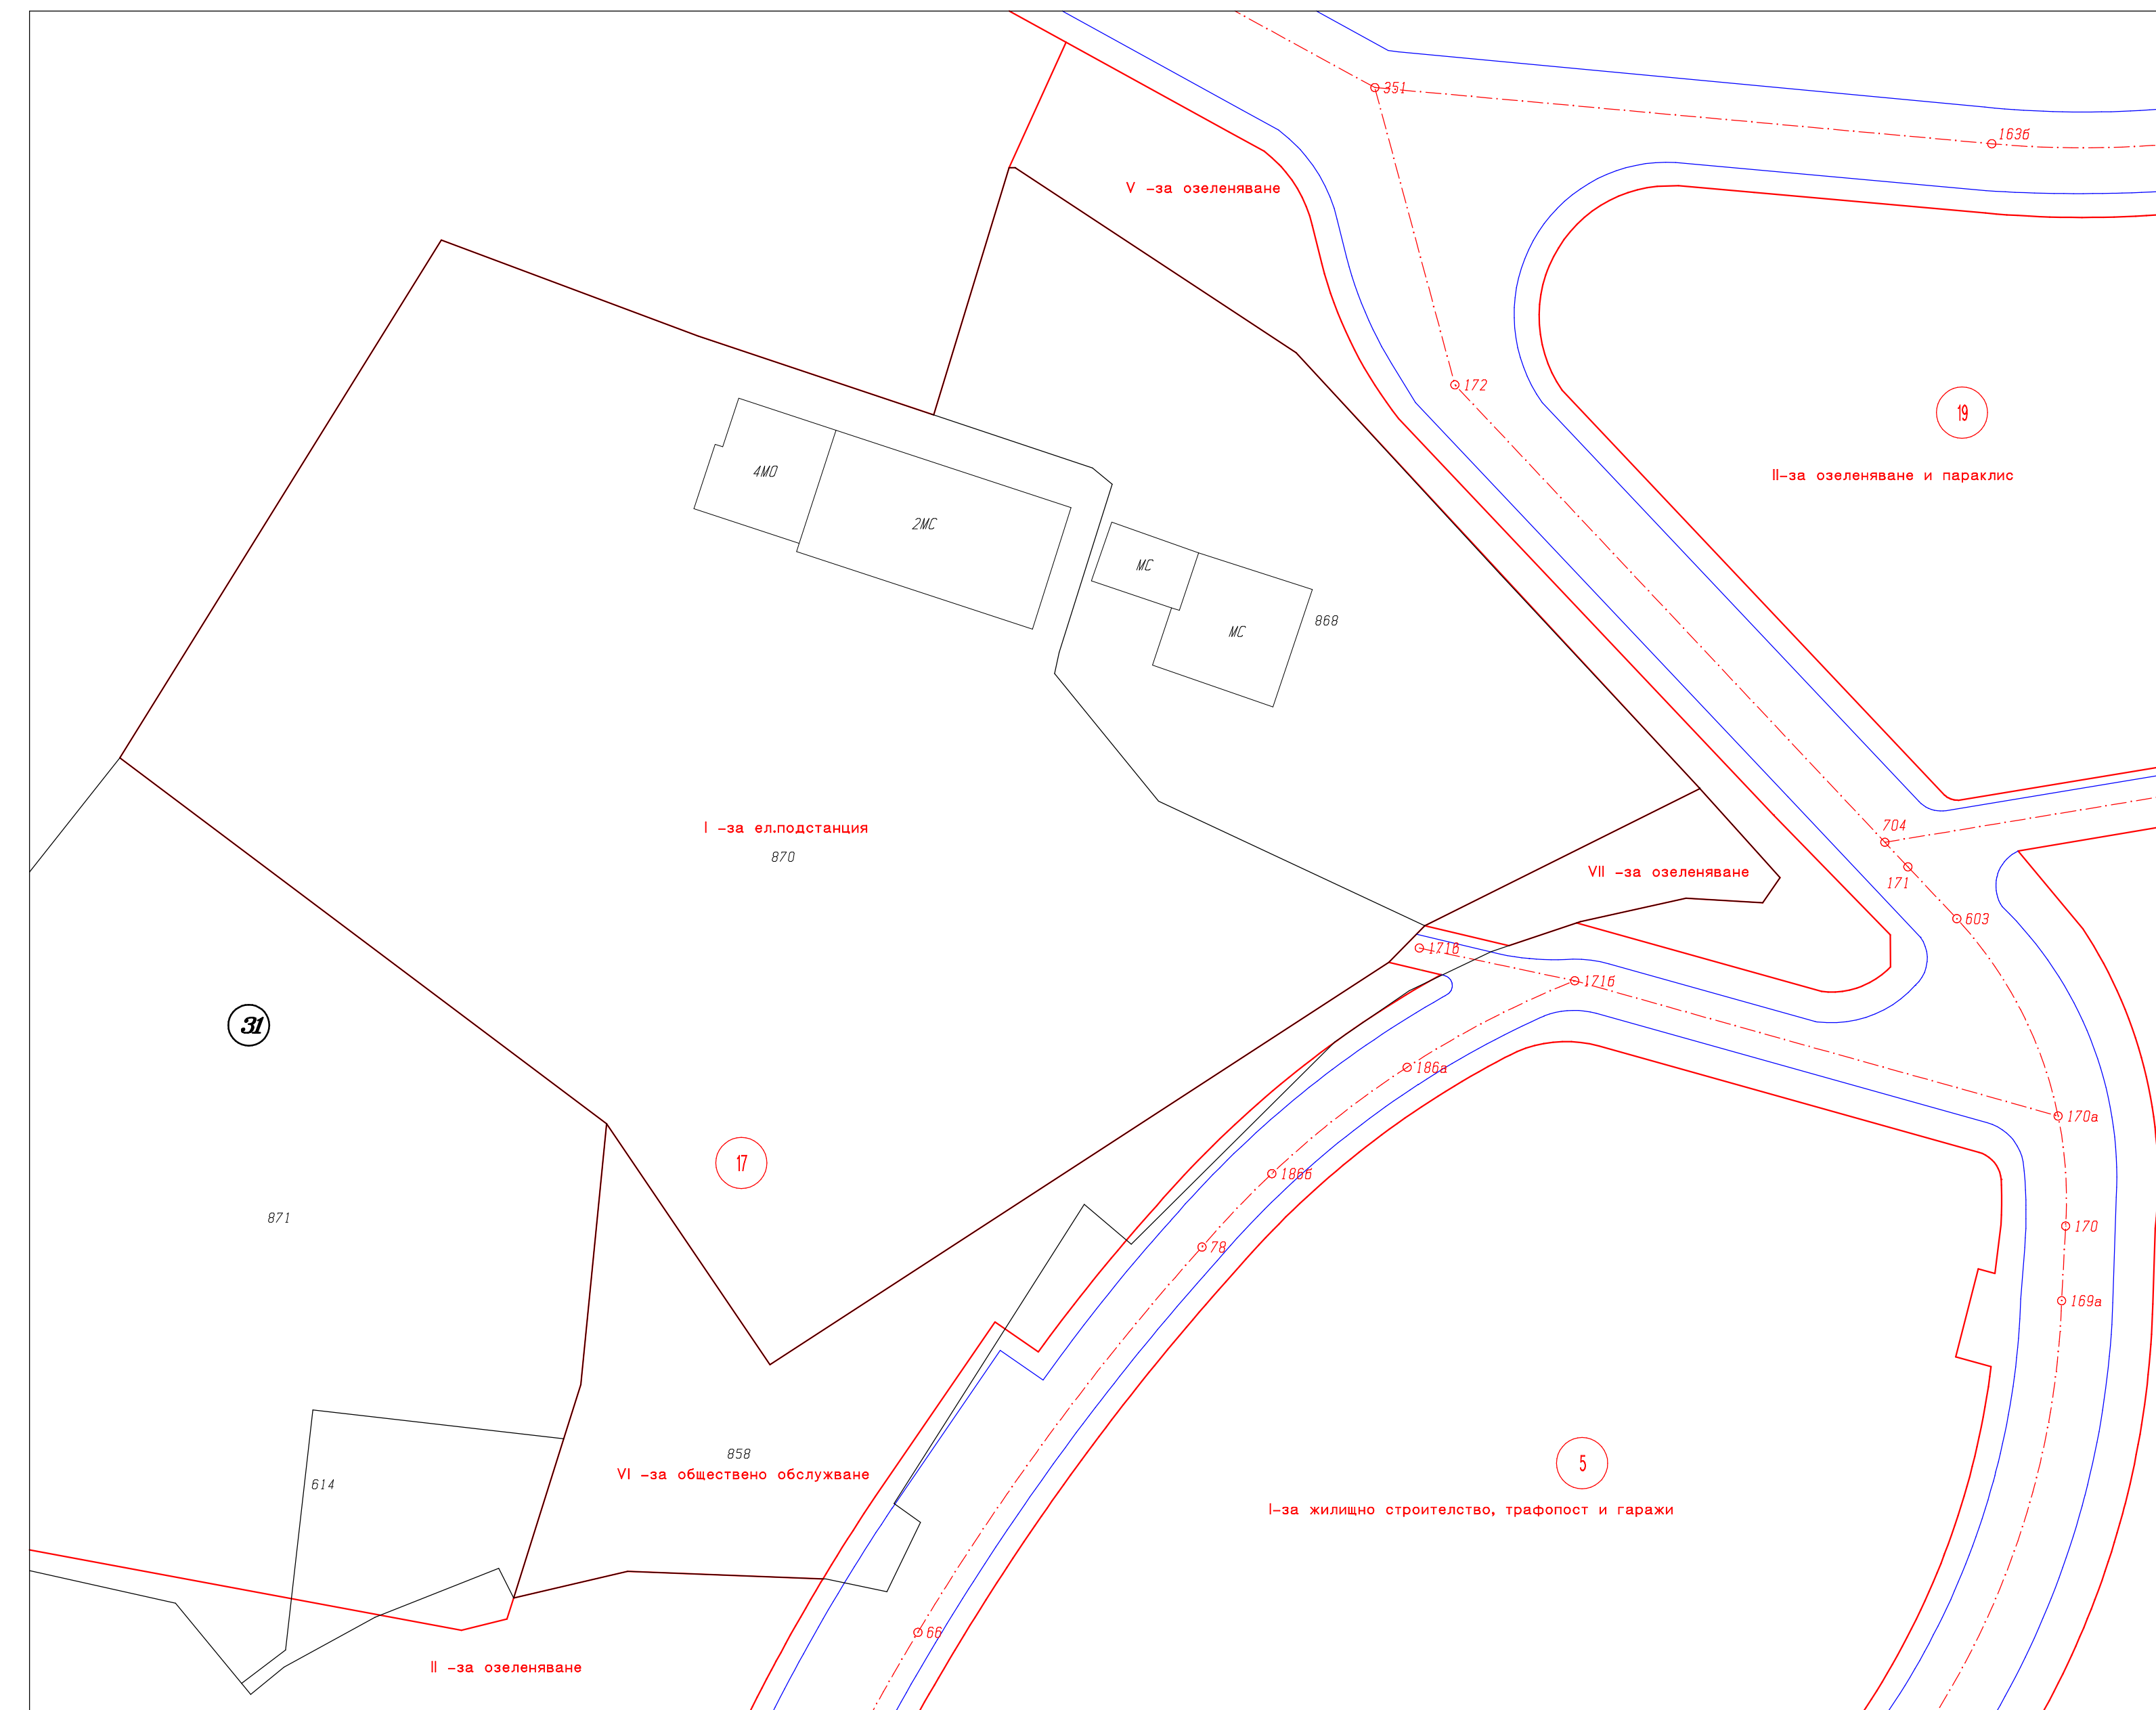 351
163б
V -за озеленяване
172
19
II-за озеленяване и параклис
4МО
2МС
МС
МС
868
704
171
603
I -за ел.подстанция
870
VII -за озеленяване
171б
171б
31
186а
170а
17
186б
871
78
170
169а
858
VI -за обществено обслужване
5
614
I-за жилищно строителство, трафопост и гаражи
66
II -за озеленяване